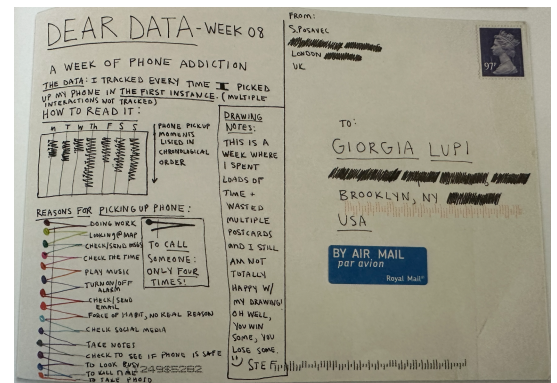 DEAR DATA - WEEK 08
A WEEK OF PHONE ADDICTION
THE DATA: I TRACKED EVERY TIME I PICKED
UP MY PHONE IN THE FIRST INSTANCE. (MULTIPLE
INTERACTIONS NOT TRACKED)
HOW TO READ IT:
M T W Th F S S
PHONE PICKUP
MOMENTS
LISTED IN
CHRONOLOGICAL
ORDER
REASONS FOR PICKING UP PHONE:
DOING WORK
LOOKING @ MAP
CHECK/SEND
CHECK THE TIME
PLAY MUSIC
TURN ON/OFF
ALARM
CHECK/SEND
EMAIL
FORCE OF HABIT, NO REAL REASON
CHECK SOCIAL MEDIA
TAKE NOTES
CHECK TO SEE IF PHONE IS SAFE
TO LOOK BUSY
TO KILL TIME
TO TAKE PHOTO
TO CALL
SOMEONE:
ONLY FOUR
TIMES!
DRAWING
NOTES:
THIS IS A
WEEK WHERE
I SPENT
LOADS OF
TIME +
WASTED
MULTIPLE
POSTCARDS
AND I STILL
AM NOT
TOTALLY
HAPPY W/
MY DRAWING!
OH WELL,
YOU WIN
SOME, YOU
LOSE SOME.
STEF
FROM:
S.POSAVEC
LONDON
UK
97P
TO:
GIORGIA LUPI
BROOKLYN, NY
USA
BY AIR MAIL
par avion
Royal Mail